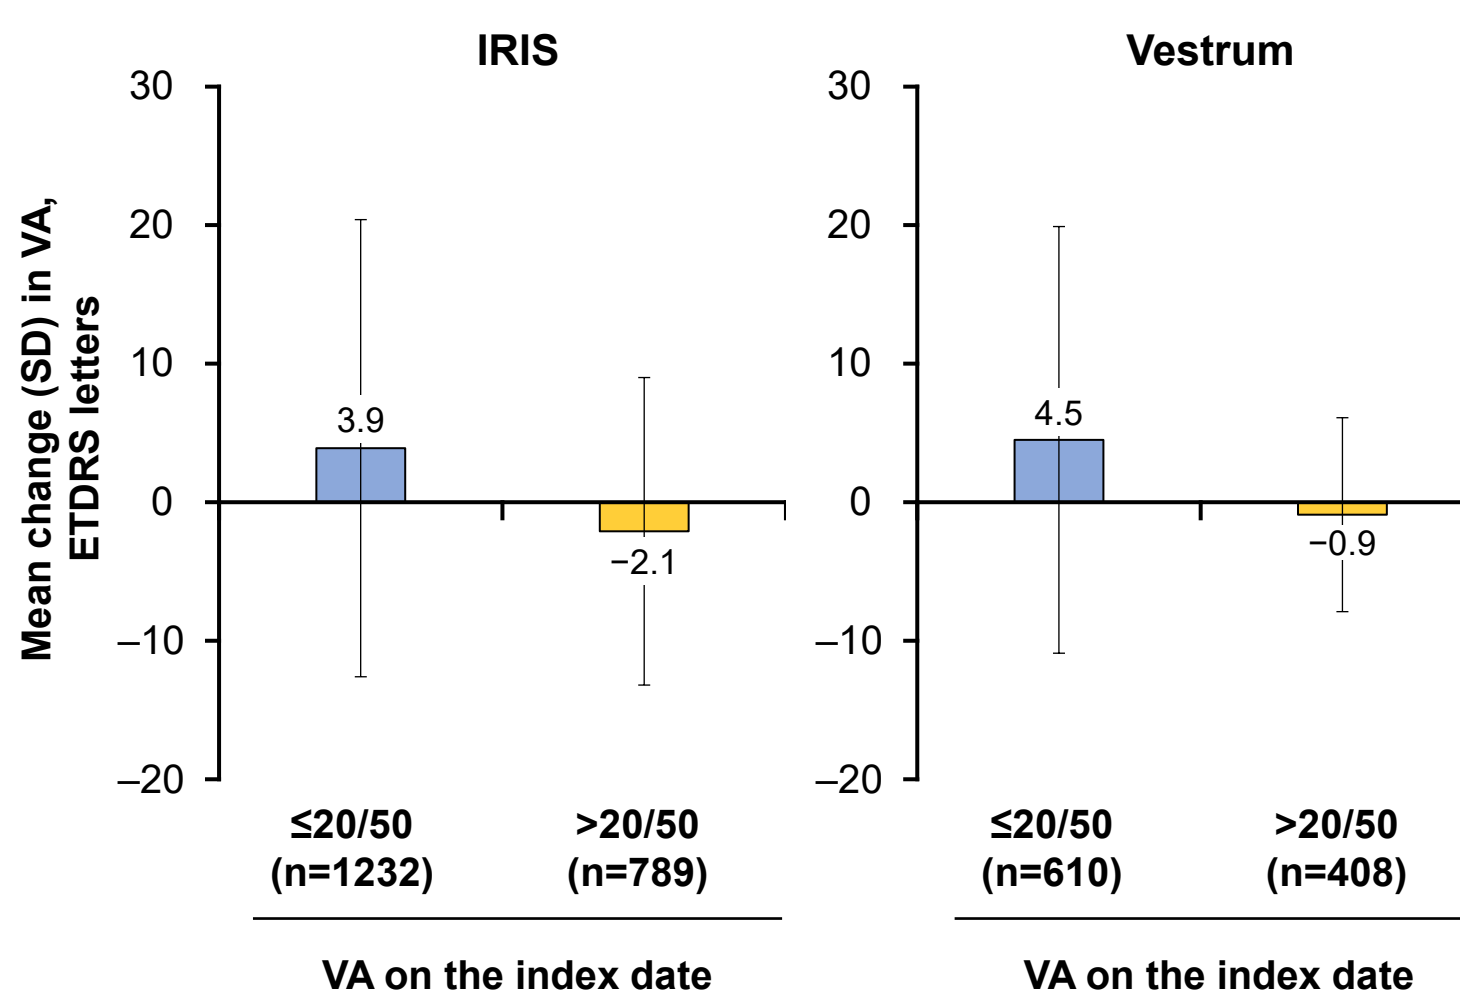 IRIS
Mean change (SD) in VA,
ETDRS letters
30
20
10
0
–10
–20
3.9
−2.1
≤20/50
(n=1232)
>20/50
(n=789)
VA on the index date
Vestrum
30
20
10
0
–10
–20
4.5
−0.9
≤20/50
(n=610)
>20/50
(n=408)
VA on the index date